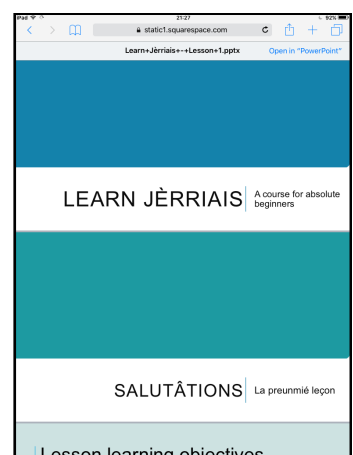 iPad 21:27 92%
static1.squarespace.com
Learn+Jèrriais+-+Lesson+1.pptx Open in "PowerPoint"
LEARN JÈRRIAIS
A course for absolute
beginners
SALUTÂTIONS
La preunmié leçon
Lesson learning objectives